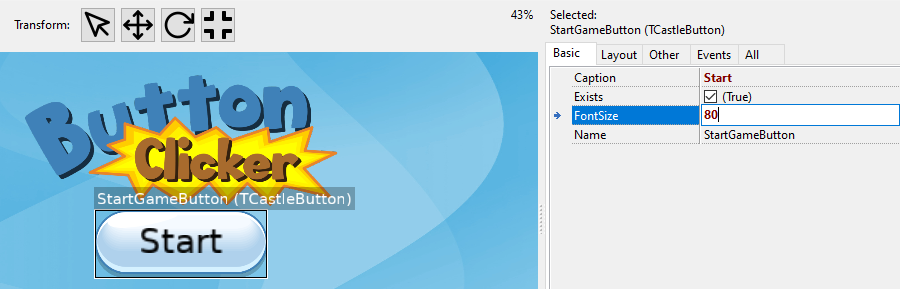 Transform:
43%
Button
Clicker
StartGameButton (TCastleButton)
Start
Selected:
StartGameButton (TCastleButton)
Basic Layout Other Events All
Caption Start
Exists (True)
FontSize 80
Name StartGameButton